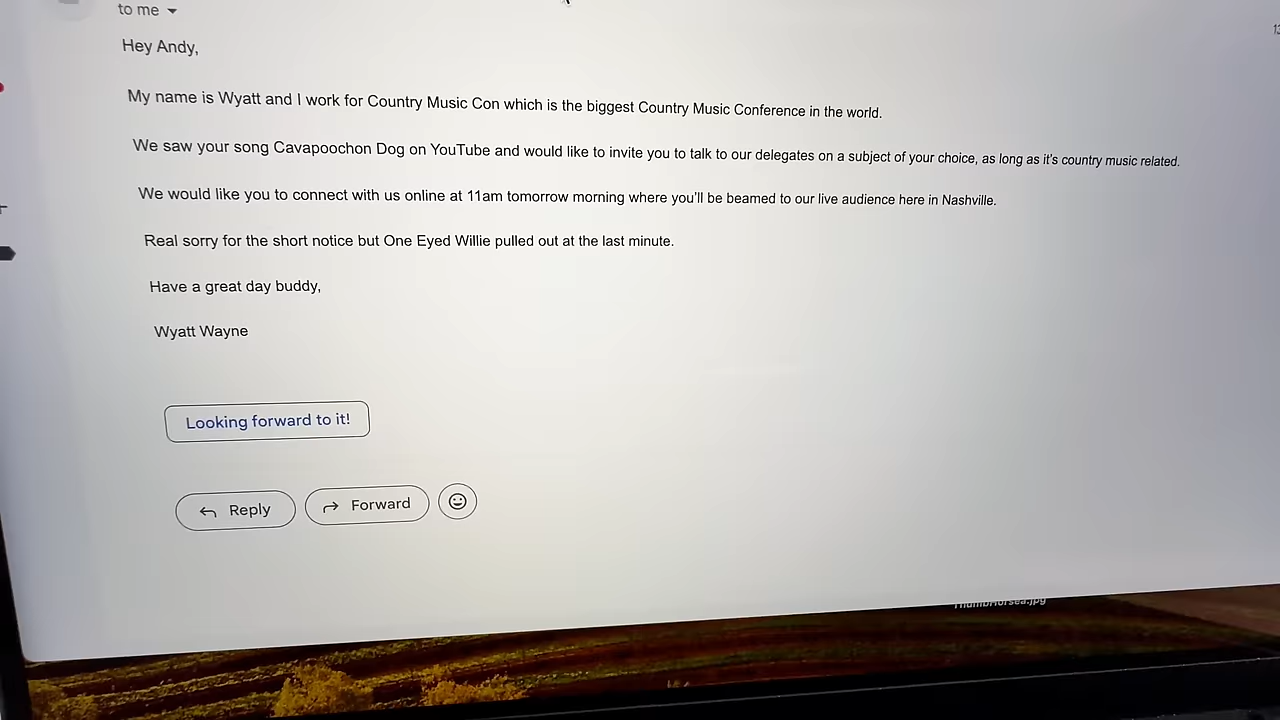 to me
Hey Andy,
My name is Wyatt and I work for Country Music Con which is the biggest Country Music Conference in the world.
We saw your song Cavapoochon Dog on YouTube and would like to invite you to talk to our delegates on a subject of your choice, as long as it's country music related.
We would like you to connect with us online at 11am tomorrow morning where you'll be beamed to our live audience here in Nashville.
Real sorry for the short notice but One Eyed Willie pulled out at the last minute.
Have a great day buddy,
Wyatt Wayne
Looking forward to it!
Reply
Forward